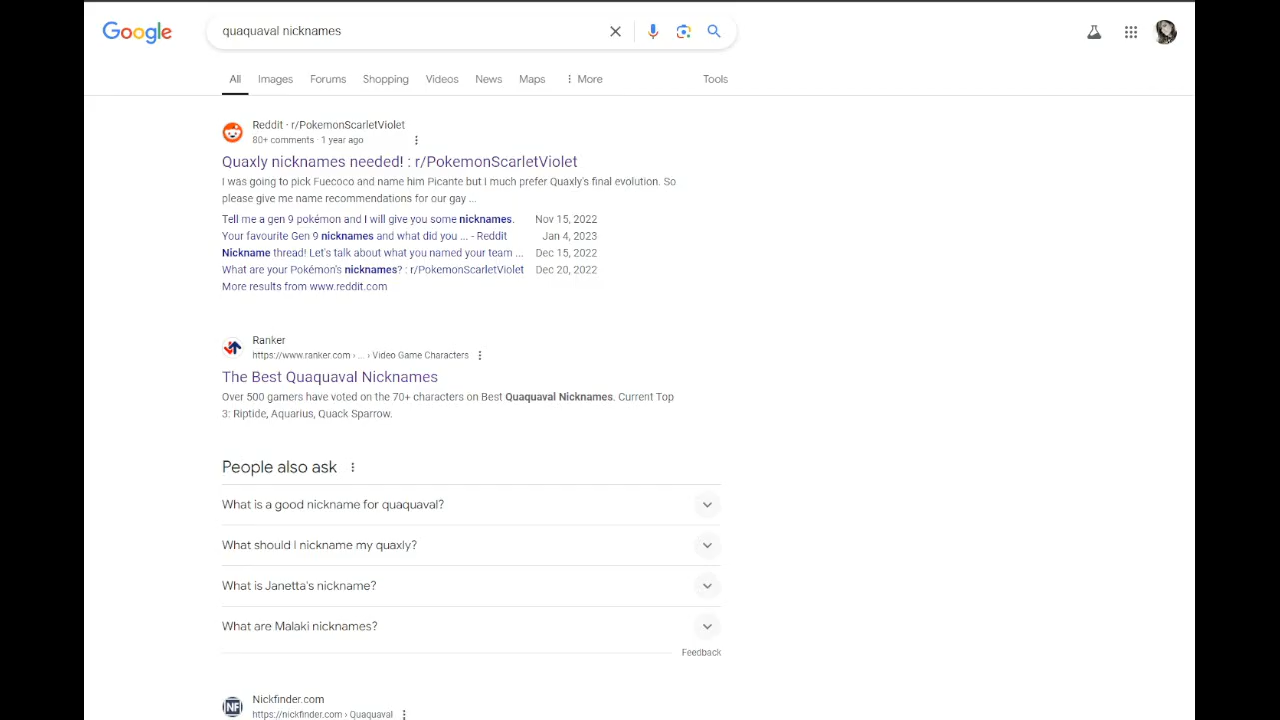 Google
quaquaval nicknames
All Images Forums Shopping Videos News Maps More Tools
Reddit · r/PokemonScarletViolet
80+ comments · 1 year ago
Quaxly nicknames needed! : r/PokemonScarletViolet
I was going to pick Fuecoco and name him Picante but I much prefer Quaxly's final evolution. So
please give me name recommendations for our gay ...
Tell me a gen 9 pokémon and I will give you some nicknames. Nov 15, 2022
Your favourite Gen 9 nicknames and what did you ... - Reddit Jan 4, 2023
Nickname thread! Let's talk about what you named your team ... Dec 15, 2022
What are your Pokémon's nicknames? : r/PokemonScarletViolet Dec 20, 2022
More results from www.reddit.com
Ranker
https://www.ranker.com › ... › Video Game Characters
The Best Quaquaval Nicknames
Over 500 gamers have voted on the 70+ characters on Best Quaquaval Nicknames. Current Top
3: Riptide, Aquarius, Quack Sparrow.
People also ask
What is a good nickname for quaquaval?
What should I nickname my quaxly?
What is Janetta's nickname?
What are Malaki nicknames?
Feedback
NF
Nickfinder.com
https://nickfinder.com › Quaquaval